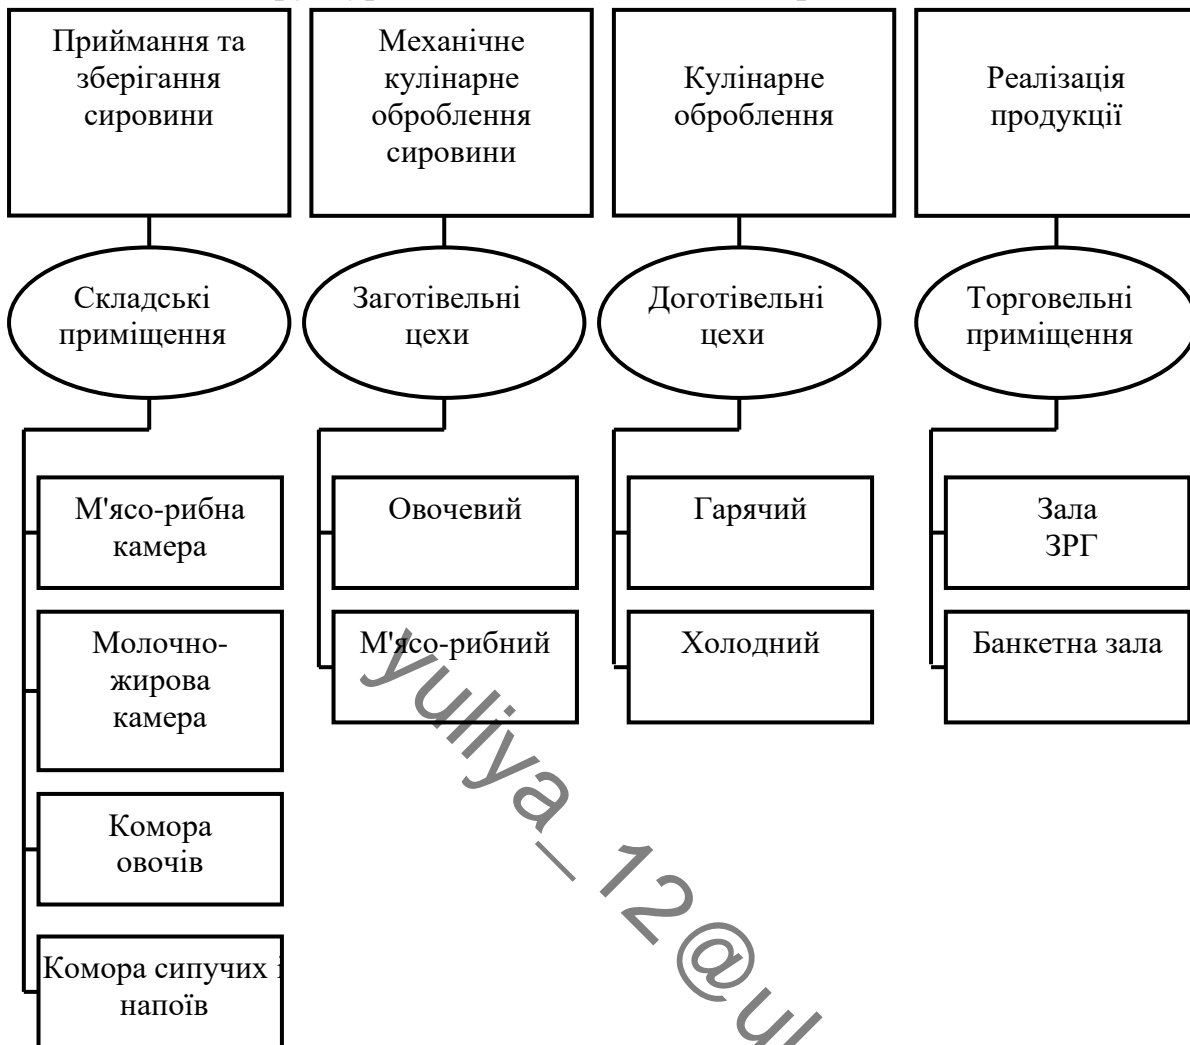 Приймання та
зберігання
сировини
Механічне
кулінарне
оброблення
сировини
Кулінарне
оброблення
Реалізація
продукції
Складські
приміщення
Заготівельні
цехи
Доготівельні
цехи
Торговельні
приміщення
М'ясо-рибна
камера
Молочно-
жирова
камера
Комора
овочів
Комора сипучих і
напоїв
Овочевий
М'ясо-рибний
Гарячий
Холодний
Зала
ЗРГ
Банкетна зала
yuliya_12@ul